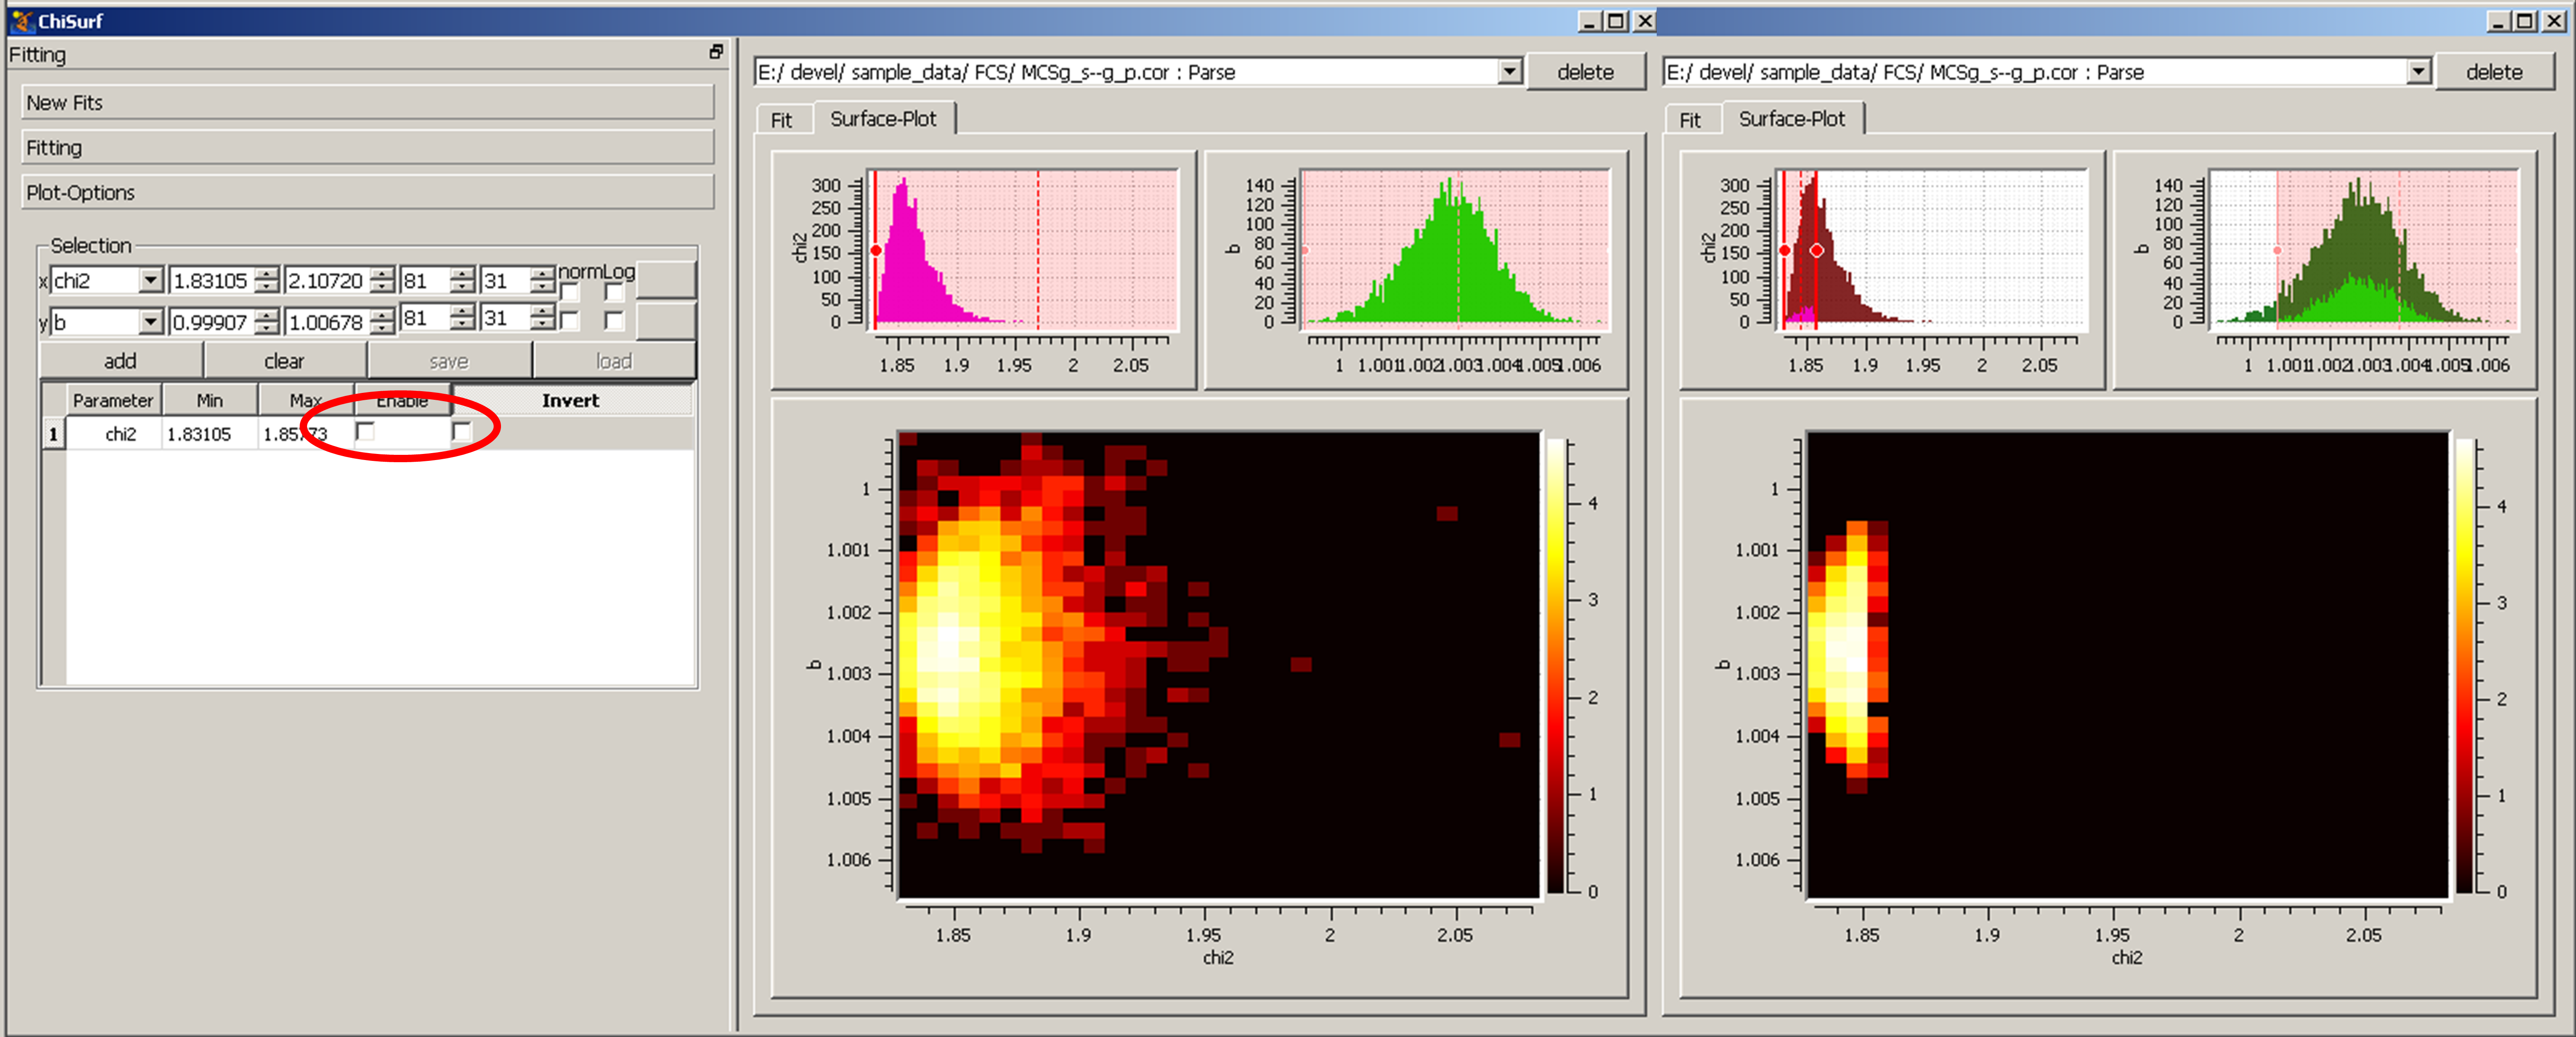 ChiSurf
Fitting
New Fits
Fitting
Plot-Options
Selection
x chi2 1.83105 2.10720 81 31 norm Log
y b 0.99907 1.00678 81 31
add clear save load
Parameter Min Max Enable Invert
1 chi2 1.83105 1.85773
E:/ devel/ sample_data/ FCS/ MCSg_s--g_p.cor : Parse delete
Fit Surface-Plot
300
250
200
150
100
50
0
chi2
1.85 1.9 1.95 2 2.05
140
120
100
80
60
40
20
0
b
1 1.001 1.002 1.003 1.004 1.005 1.006
1
1.001
1.002
1.003
1.004
1.005
1.006
b
1.85 1.9 1.95 2 2.05
chi2
4
3
2
1
0
E:/ devel/ sample_data/ FCS/ MCSg_s--g_p.cor : Parse delete
Fit Surface-Plot
300
250
200
150
100
50
0
chi2
1.85 1.9 1.95 2 2.05
140
120
100
80
60
40
20
0
b
1 1.001 1.002 1.003 1.004 1.005 1.006
1
1.001
1.002
1.003
1.004
1.005
1.006
b
1.85 1.9 1.95 2 2.05
chi2
4
3
2
1
0